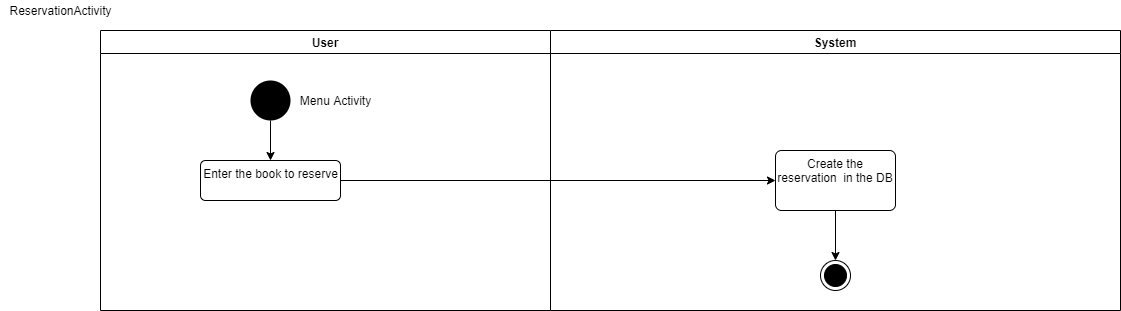 ReservationActivity
User
System
Menu Activity
Enter the book to reserve
Create the
reservation  in the DB